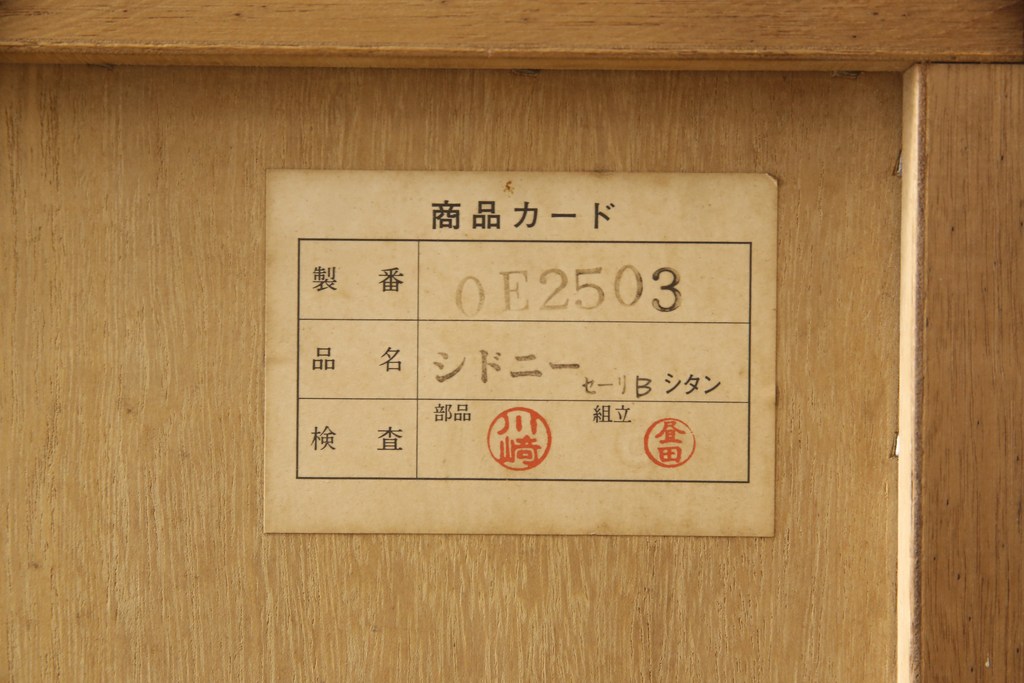 商品カード
製番 OE2503
品名 シドニー セーリB シタン
検査 部品 川崎 組立 昼田